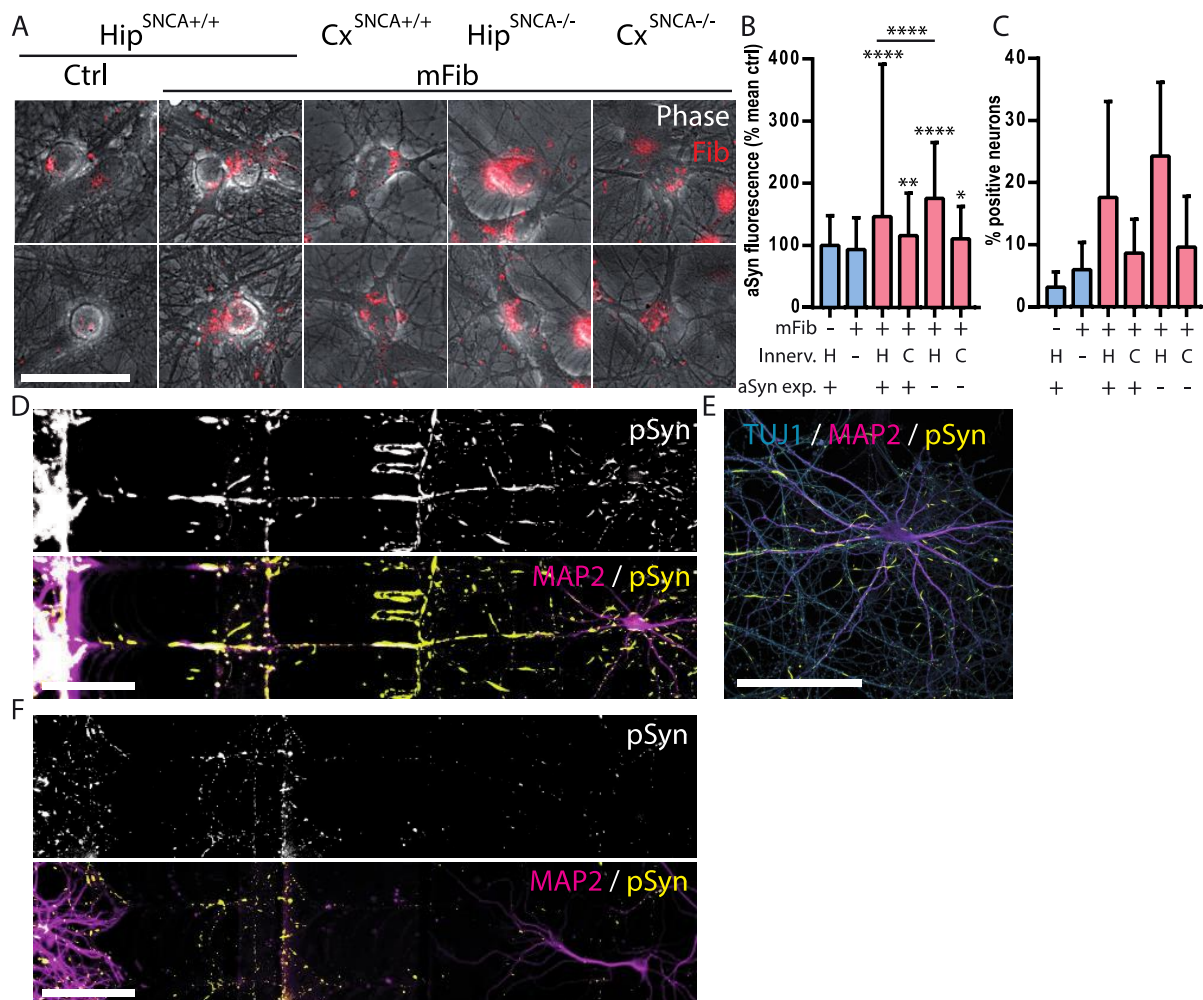 A
Hip SNCA+/+
Cx SNCA+/+
Hip SNCA-/-
Cx SNCA-/-
Ctrl
mFib
Phase
Fib
B
aSyn fluorescence (% mean ctrl)
400
300
200
100
0
****
****
**
****
*
mFib - + + + + +
Innerv. H - H C H C
aSyn exp. + + + - -
C
% positive neurons
60
40
20
0
- + + + + +
H - H C H C
+ + + - -
D
pSyn
MAP2 / pSyn
E
TUJ1 / MAP2 / pSyn
F
pSyn
MAP2 / pSyn